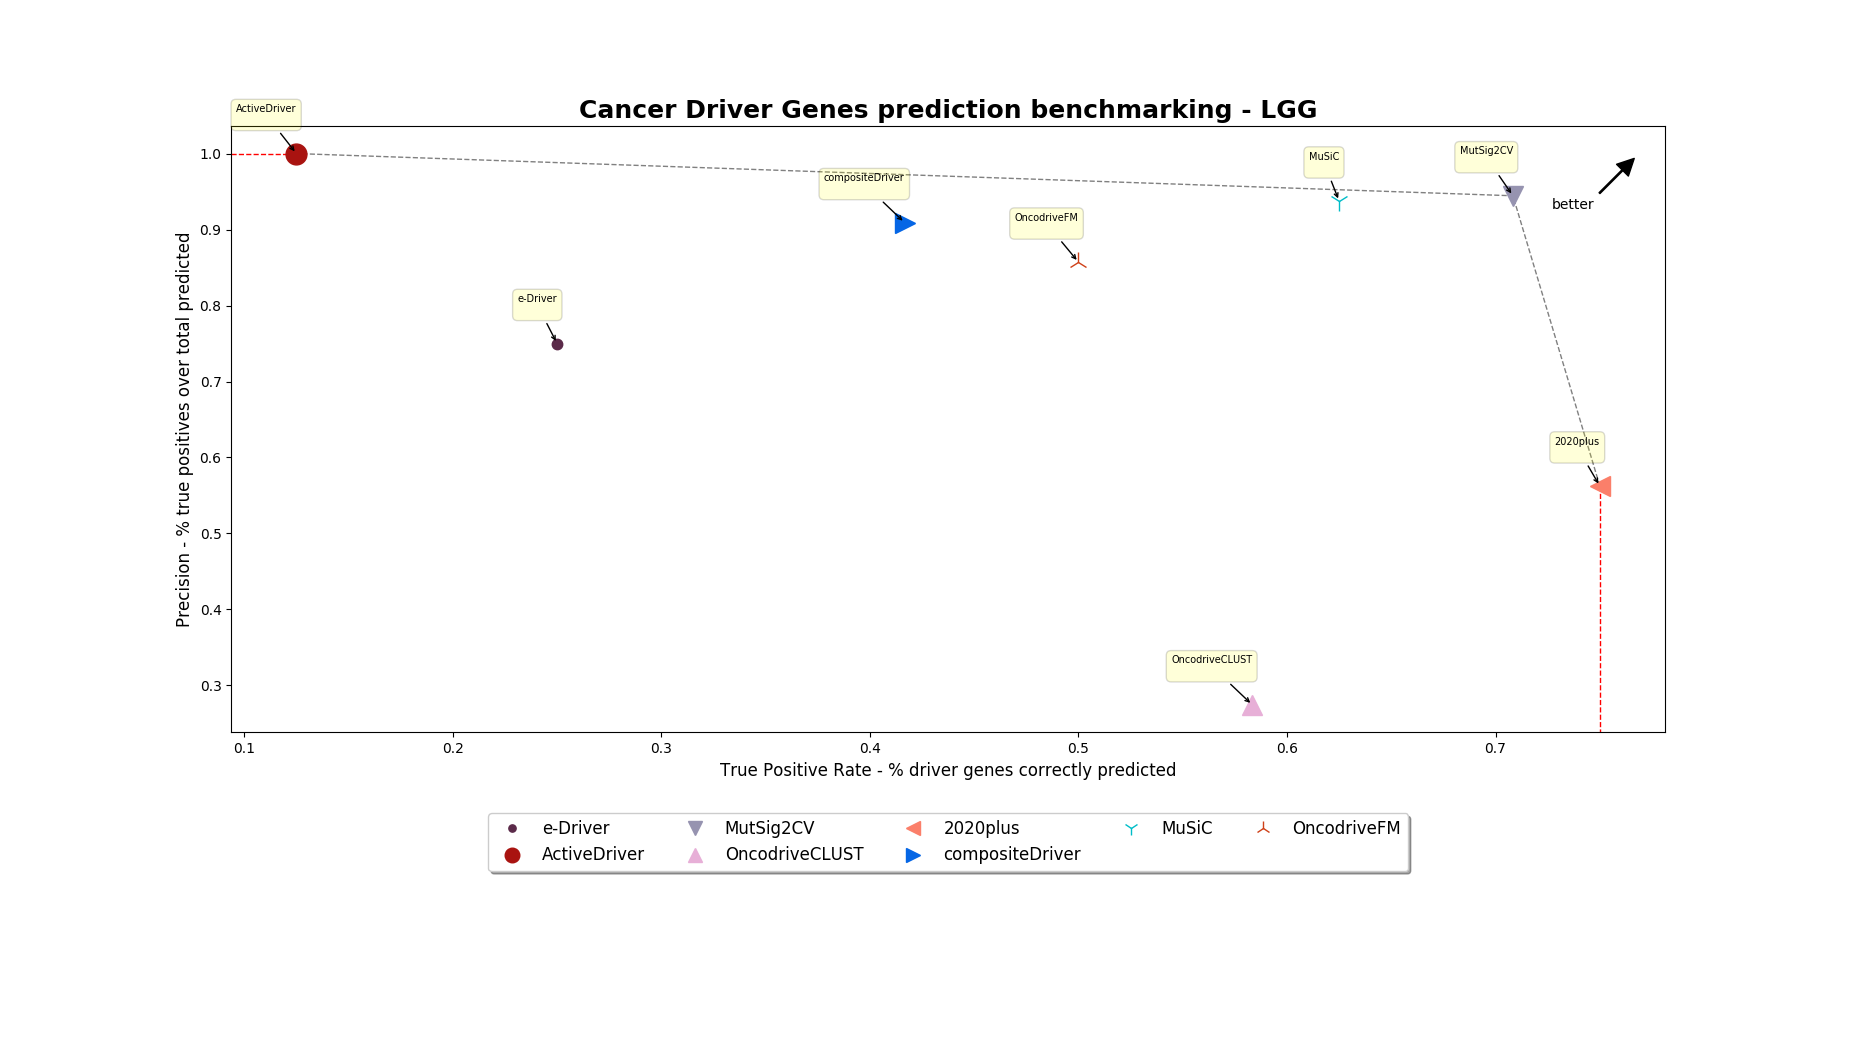 Cancer Driver Genes prediction benchmarking - LGG
ActiveDriver
MutSig2CV
MuSiC
compositeDriver
better
OncodriveFM
e-Driver
2020plus
OncodriveCLUST
Precision - % true positives over total predicted
1.0
0.9
0.8
0.7
0.6
0.5
0.4
0.3
0.1 0.2 0.3 0.4 0.5 0.6 0.7
True Positive Rate - % driver genes correctly predicted
e-Driver MutSig2CV 2020plus MuSiC OncodriveFM
ActiveDriver OncodriveCLUST compositeDriver